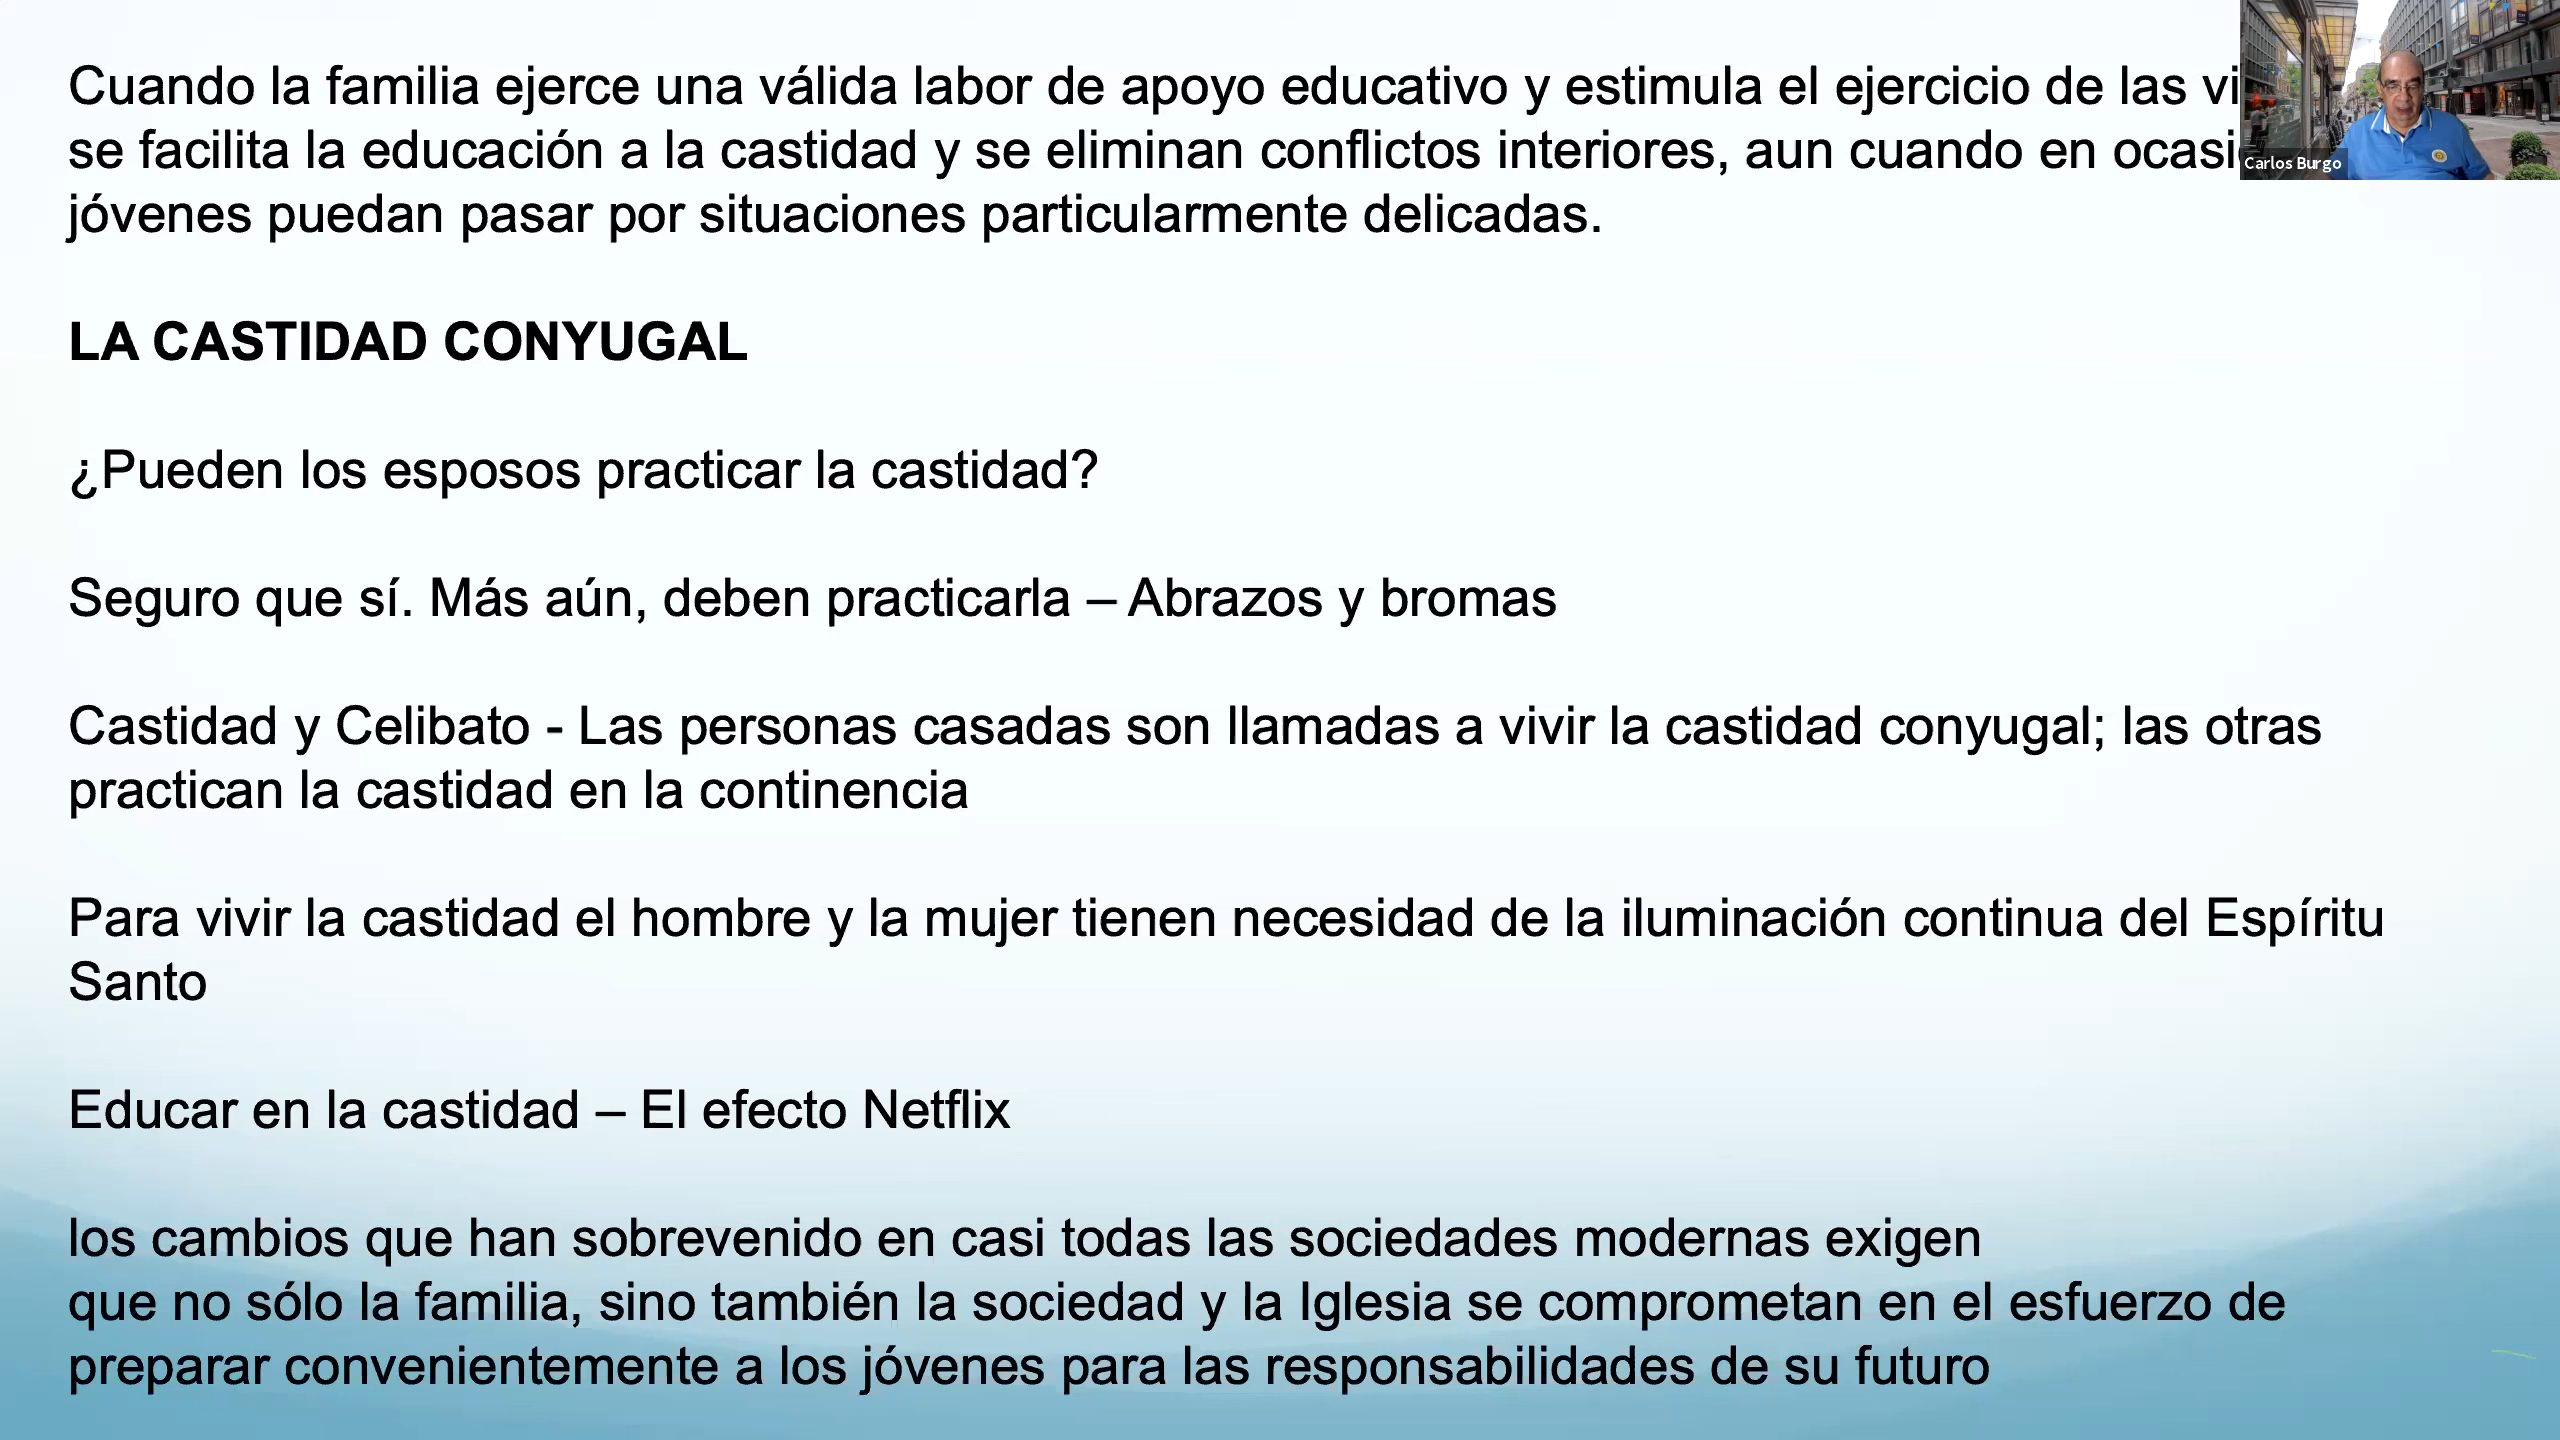 Cuando la familia ejerce una válida labor de apoyo educativo y estimula el ejercicio de las
se facilita la educación a la castidad y se eliminan conflictos interiores, aun cuando en
jóvenes puedan pasar por situaciones particularmente delicadas.
LA CASTIDAD CONYUGAL
¿Pueden los esposos practicar la castidad?
Seguro que sí. Más aún, deben practicarla – Abrazos y bromas
Castidad y Celibato - Las personas casadas son llamadas a vivir la castidad conyugal; las otras
practican la castidad en la continencia
Para vivir la castidad el hombre y la mujer tienen necesidad de la iluminación continua del Espíritu
Santo
Educar en la castidad – El efecto Netflix
los cambios que han sobrevenido en casi todas las sociedades modernas exigen
que no sólo la familia, sino también la sociedad y la Iglesia se comprometan en el esfuerzo de
preparar convenientemente a los jóvenes para las responsabilidades de su futuro
Carlos Burgo